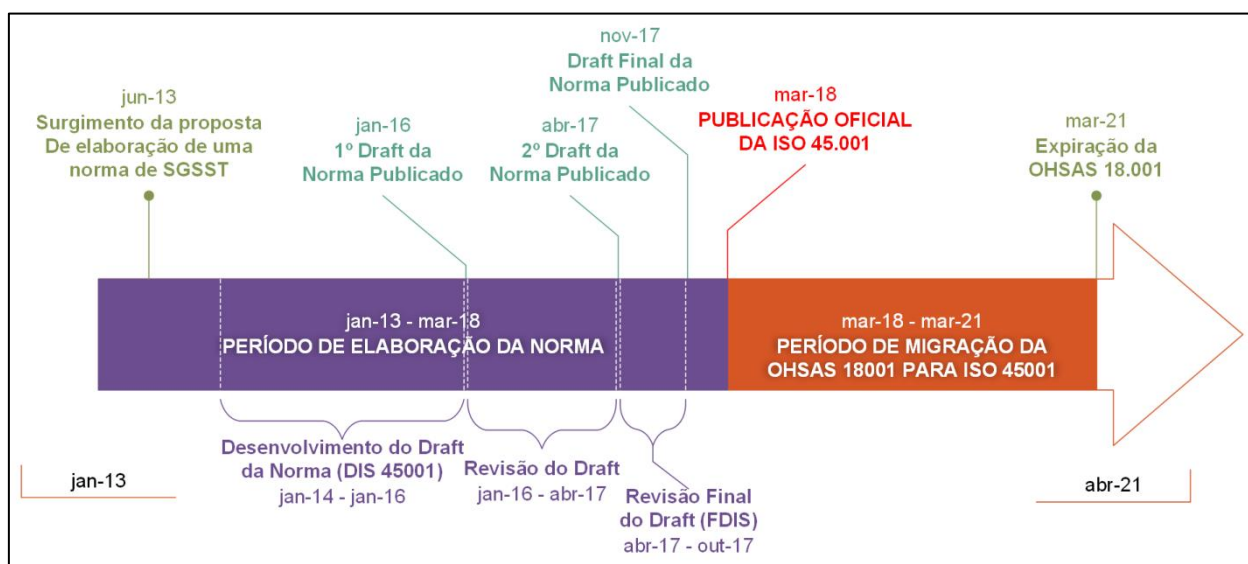 jun-13
Surgimento da proposta
De elaboração de uma
norma de SGSST
jan-16
1º Draft da
Norma Publicado
abr-17
2º Draft da
Norma Publicado
nov-17
Draft Final da
Norma Publicado
mar-18
PUBLICAÇÃO OFICIAL
DA ISO 45.001
mar-21
Expiração da
OHSAS 18.001
jan-13 - mar-18
PERÍODO DE ELABORAÇÃO DA NORMA
mar-18 - mar-21
PERÍODO DE MIGRAÇÃO DA
OHSAS 18001 PARA ISO 45001
Desenvolvimento do Draft
da Norma (DIS 45001)
jan-14 - jan-16
Revisão do Draft
jan-16 - abr-17
Revisão Final
do Draft (FDIS)
abr-17 - out-17
jan-13
abr-21